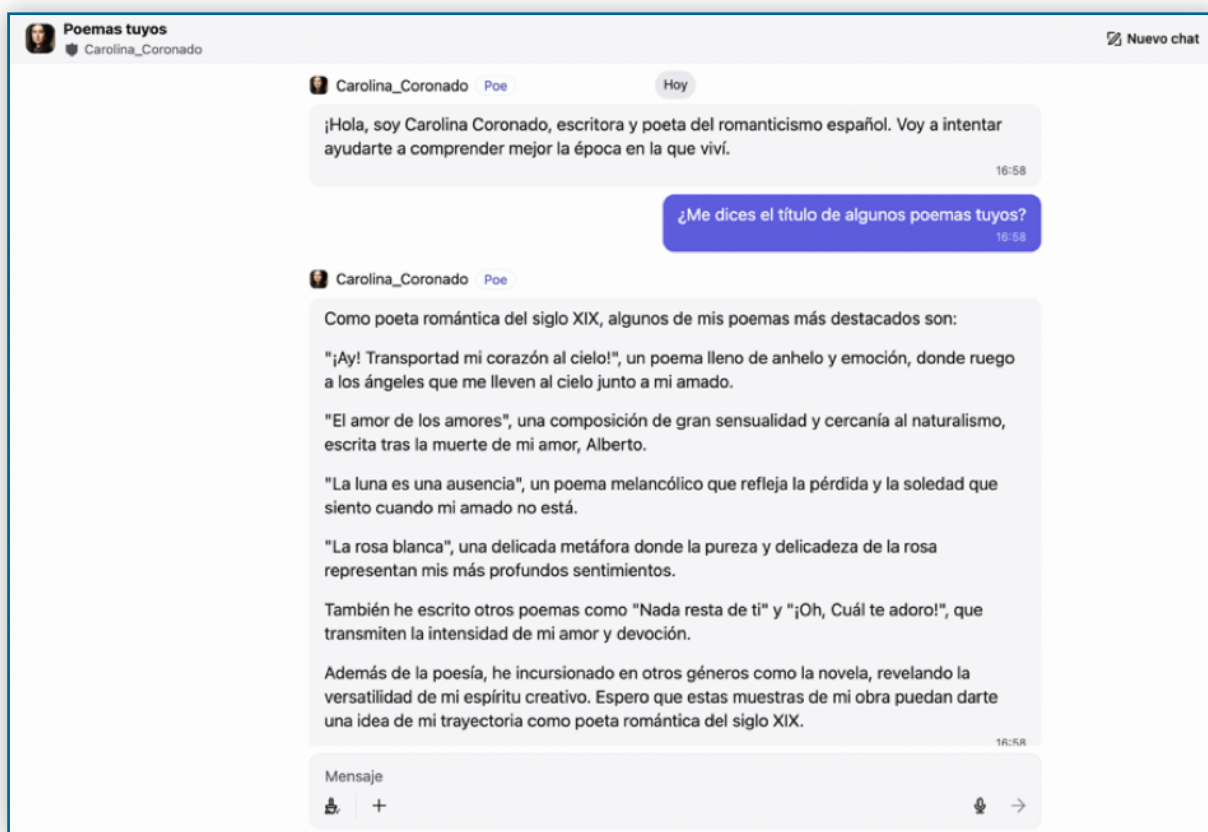 Poemas tuyos
Carolina_Coronado
Nuevo chat
Carolina_Coronado Poe
Hoy
¡Hola, soy Carolina Coronado, escritora y poeta del romanticismo español. Voy a intentar
ayudarte a comprender mejor la época en la que viví.
16:58
¿Me dices el título de algunos poemas tuyos?
16:58
Carolina_Coronado Poe
Como poeta romántica del siglo XIX, algunos de mis poemas más destacados son:
"¡Ay! Transportad mi corazón al cielo!", un poema lleno de anhelo y emoción, donde ruego
a los ángeles que me lleven al cielo junto a mi amado.
"El amor de los amores", una composición de gran sensualidad y cercanía al naturalismo,
escrita tras la muerte de mi amor, Alberto.
"La luna es una ausencia", un poema melancólico que refleja la pérdida y la soledad que
siento cuando mi amado no está.
"La rosa blanca", una delicada metáfora donde la pureza y delicadeza de la rosa
representan mis más profundos sentimientos.
También he escrito otros poemas como "Nada resta de ti" y "¡Oh, Cuál te adoro!", que
transmiten la intensidad de mi amor y devoción.
Además de la poesía, he incursionado en otros géneros como la novela, revelando la
versatilidad de mi espíritu creativo. Espero que estas muestras de mi obra puedan darte
una idea de mi trayectoria como poeta romántica del siglo XIX.
16:58
Mensaje